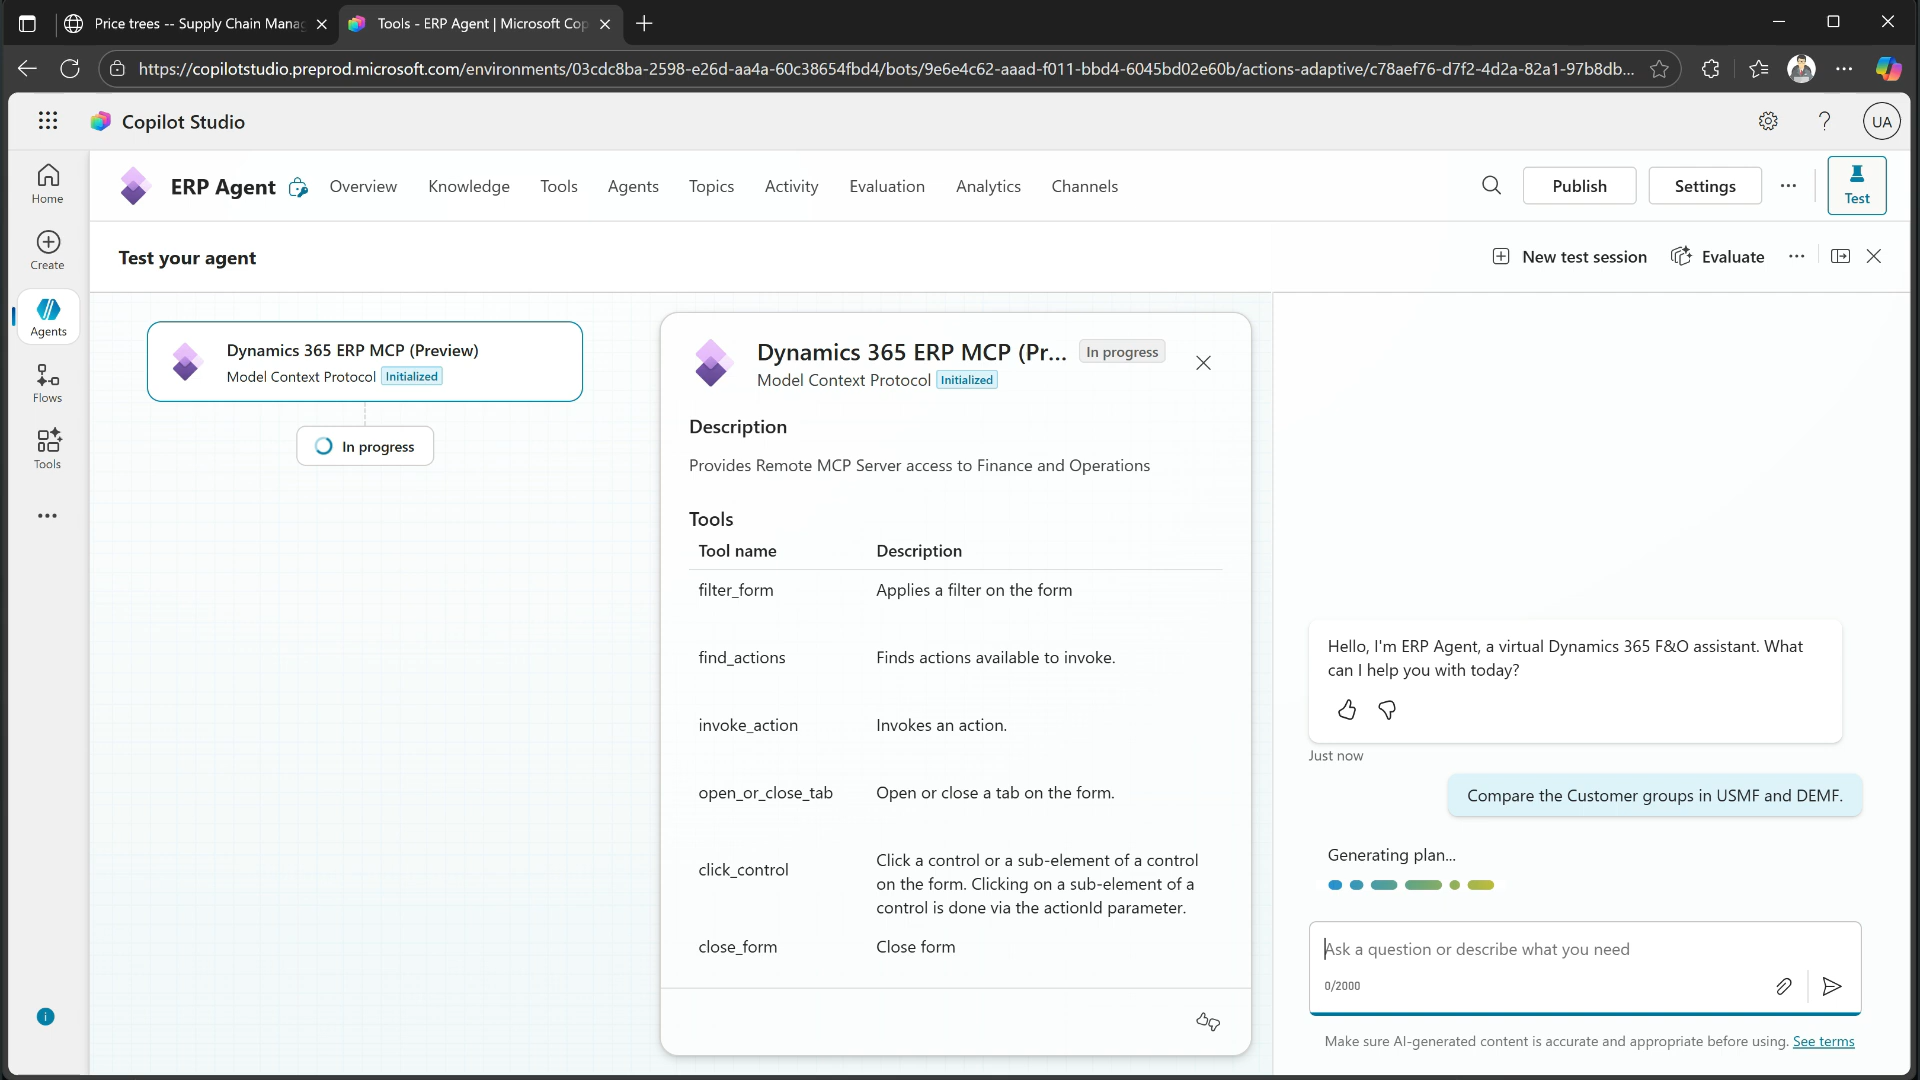 Price trees -- Supply Chain Mana
Tools - ERP Agent | Microsoft Cop
https://copilotstudio.preprod.microsoft.com/environments/03cdc8ba-2598-e26d-aa4a-60c38654fbd4/bots/9e6e4c62-aaad-f011-bbd4-6045bd02e60b/actions-adaptive/c78aef76-d7f2-4d2a-82a1-97b8db...
Copilot Studio
UA
Home
Create
Agents
Flows
Tools
ERP Agent
Overview
Knowledge
Tools
Agents
Topics
Activity
Evaluation
Analytics
Channels
Publish
Settings
Test
Test your agent
New test session
Evaluate
Dynamics 365 ERP MCP (Preview)
Model Context Protocol Initialized
In progress
Dynamics 365 ERP MCP (Pr... In progress
Model Context Protocol Initialized
Description
Provides Remote MCP Server access to Finance and Operations
Tools
Tool name Description
filter_form Applies a filter on the form
find_actions Finds actions available to invoke.
invoke_action Invokes an action.
open_or_close_tab Open or close a tab on the form.
click_control Click a control or a sub-element of a control
on the form. Clicking on a sub-element of a
control is done via the actionId parameter.
close_form Close form
Hello, I'm ERP Agent, a virtual Dynamics 365 F&O assistant. What
can I help you with today?
Just now
Compare the Customer groups in USMF and DEMF.
Generating plan...
Ask a question or describe what you need
0/2000
Make sure AI-generated content is accurate and appropriate before using. See terms